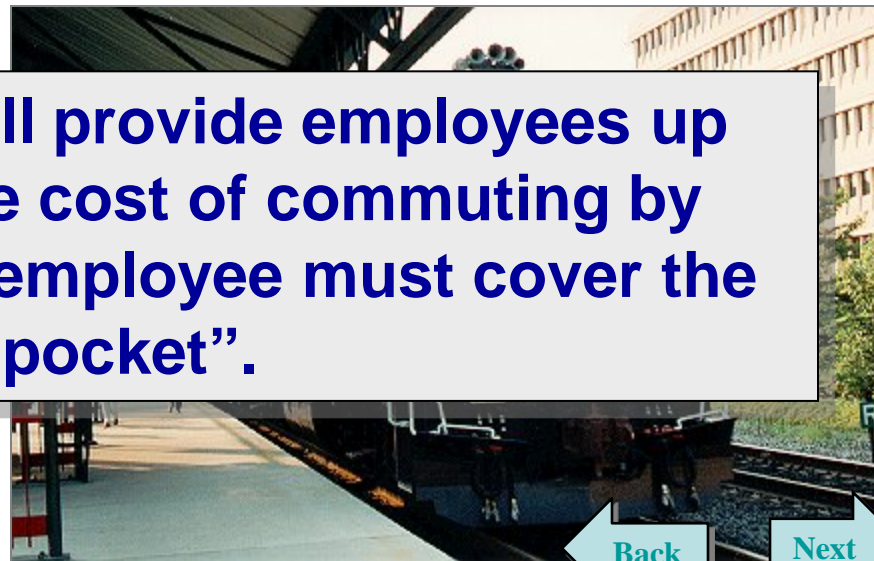 ll provide employees up
e cost of commuting by
employee must cover the
pocket”.
Back
Next